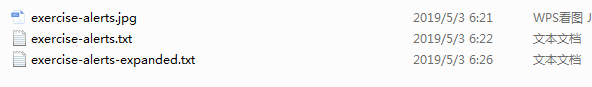 exercise-alerts.jpg 2019/5/3 6:21 WPS看图 J
exercise-alerts.txt 2019/5/3 6:22 文本文档
exercise-alerts-expanded.txt 2019/5/3 6:26 文本文档